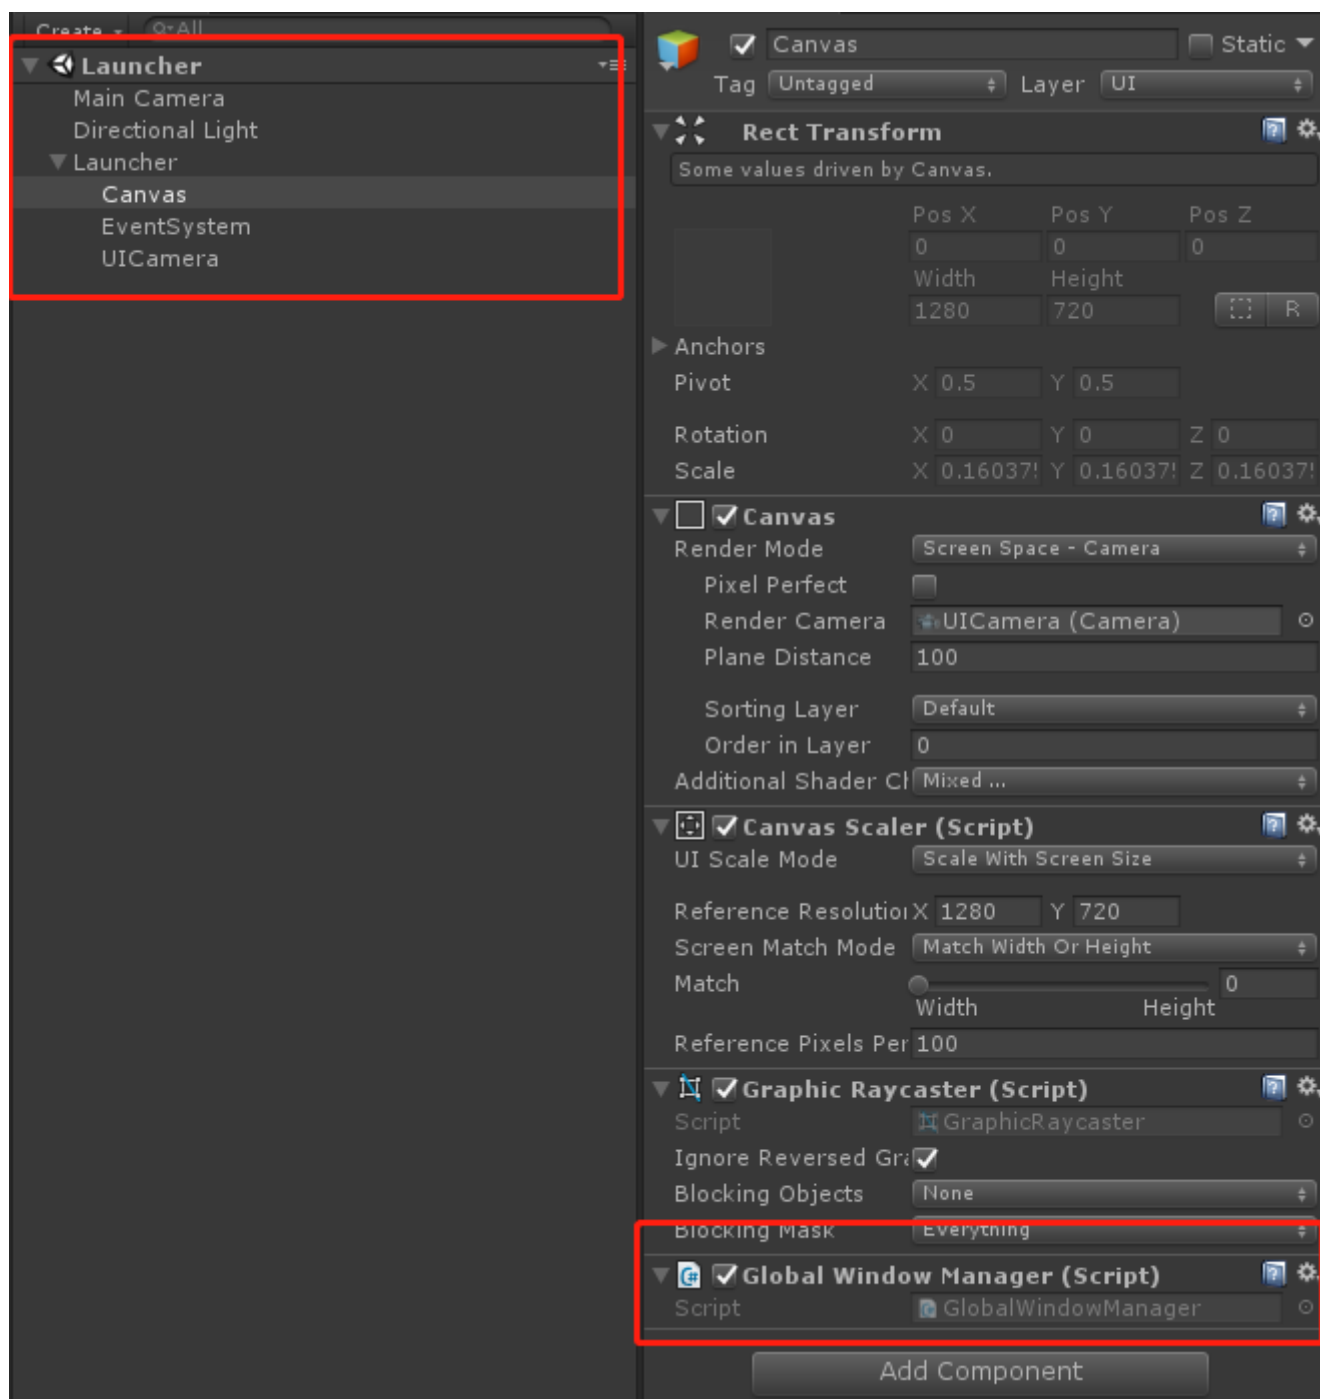 Create
All
Launcher
Main Camera
Directional Light
Launcher
Canvas
EventSystem
UICamera
Canvas Static
Tag Untagged Layer UI
Rect Transform
Some values driven by Canvas.
Pos X Pos Y Pos Z
0 0 0
Width Height
1280 720
R
Anchors
Pivot X 0.5 Y 0.5
Rotation X 0 Y 0 Z 0
Scale X 0.16037 Y 0.16037 Z 0.16037
Canvas
Render Mode Screen Space - Camera
Pixel Perfect
Render Camera UICamera (Camera)
Plane Distance 100
Sorting Layer Default
Order in Layer 0
Additional Shader Ch Mixed ...
Canvas Scaler (Script)
UI Scale Mode Scale With Screen Size
Reference Resolution X 1280 Y 720
Screen Match Mode Match Width Or Height
Match 0
Width Height
Reference Pixels Per 100
Graphic Raycaster (Script)
Script GraphicRaycaster
Ignore Reversed Gra
Blocking Objects None
Blocking Mask Everything
Global Window Manager (Script)
Script GlobalWindowManager
Add Component